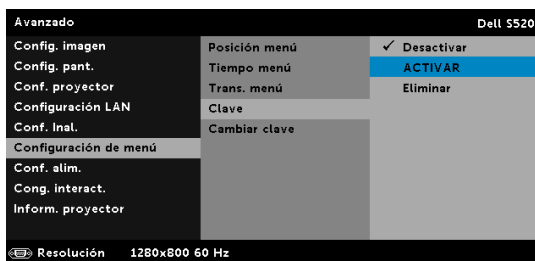 Avanzado Dell S520
Config. imagen Posición menú ✓ Desactivar
Config. pant. Tiempo menú ACTIVAR
Conf. proyector Trans. menú Eliminar
Configuración LAN Clave
Conf. Inal. Cambiar clave
Configuración de menú
Conf. alim.
Cong. interact.
Inform. proyector
Resolución 1280x800 60 Hz